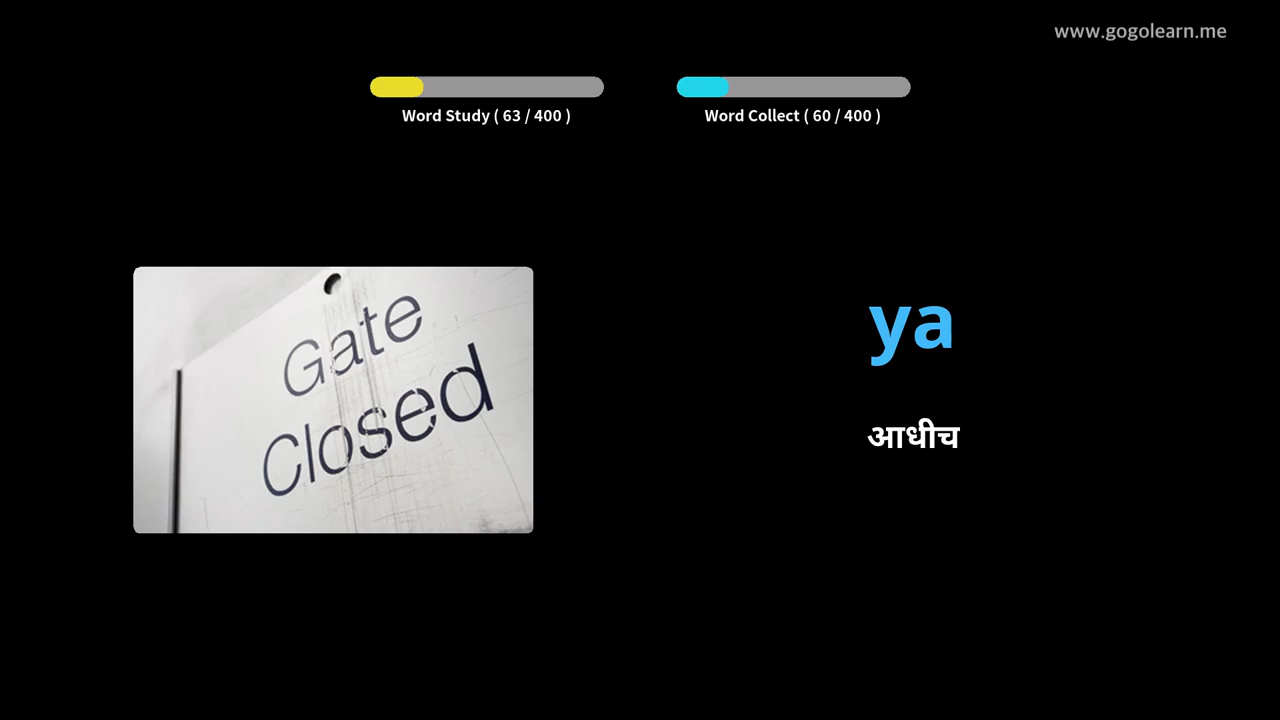 www.gogolearn.me
Word Study ( 63 / 400 )
Word Collect ( 60 / 400 )
Gate
Closed
ya
आधीच